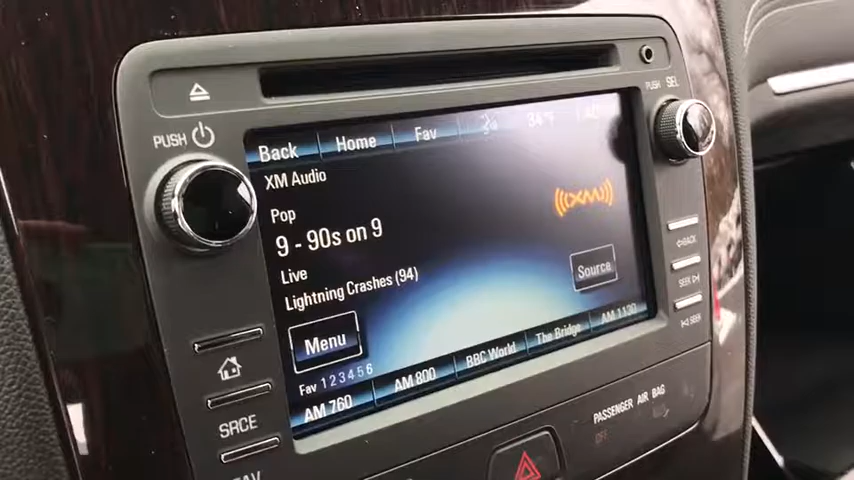 PUSH
PUSH SEL
Back Home Fav 34°F
XM Audio
Pop
9 - 90s on 9
Live
Lightning Crashes (94)
((XM))
Source
Menu
Fav 1 2 3 4 5 6
AM 760 AM 800 BBC World The Bridge AM 1130
BACK
SEEK
SEEK
SRCE
FAV
PASSENGER AIR BAG
OFF